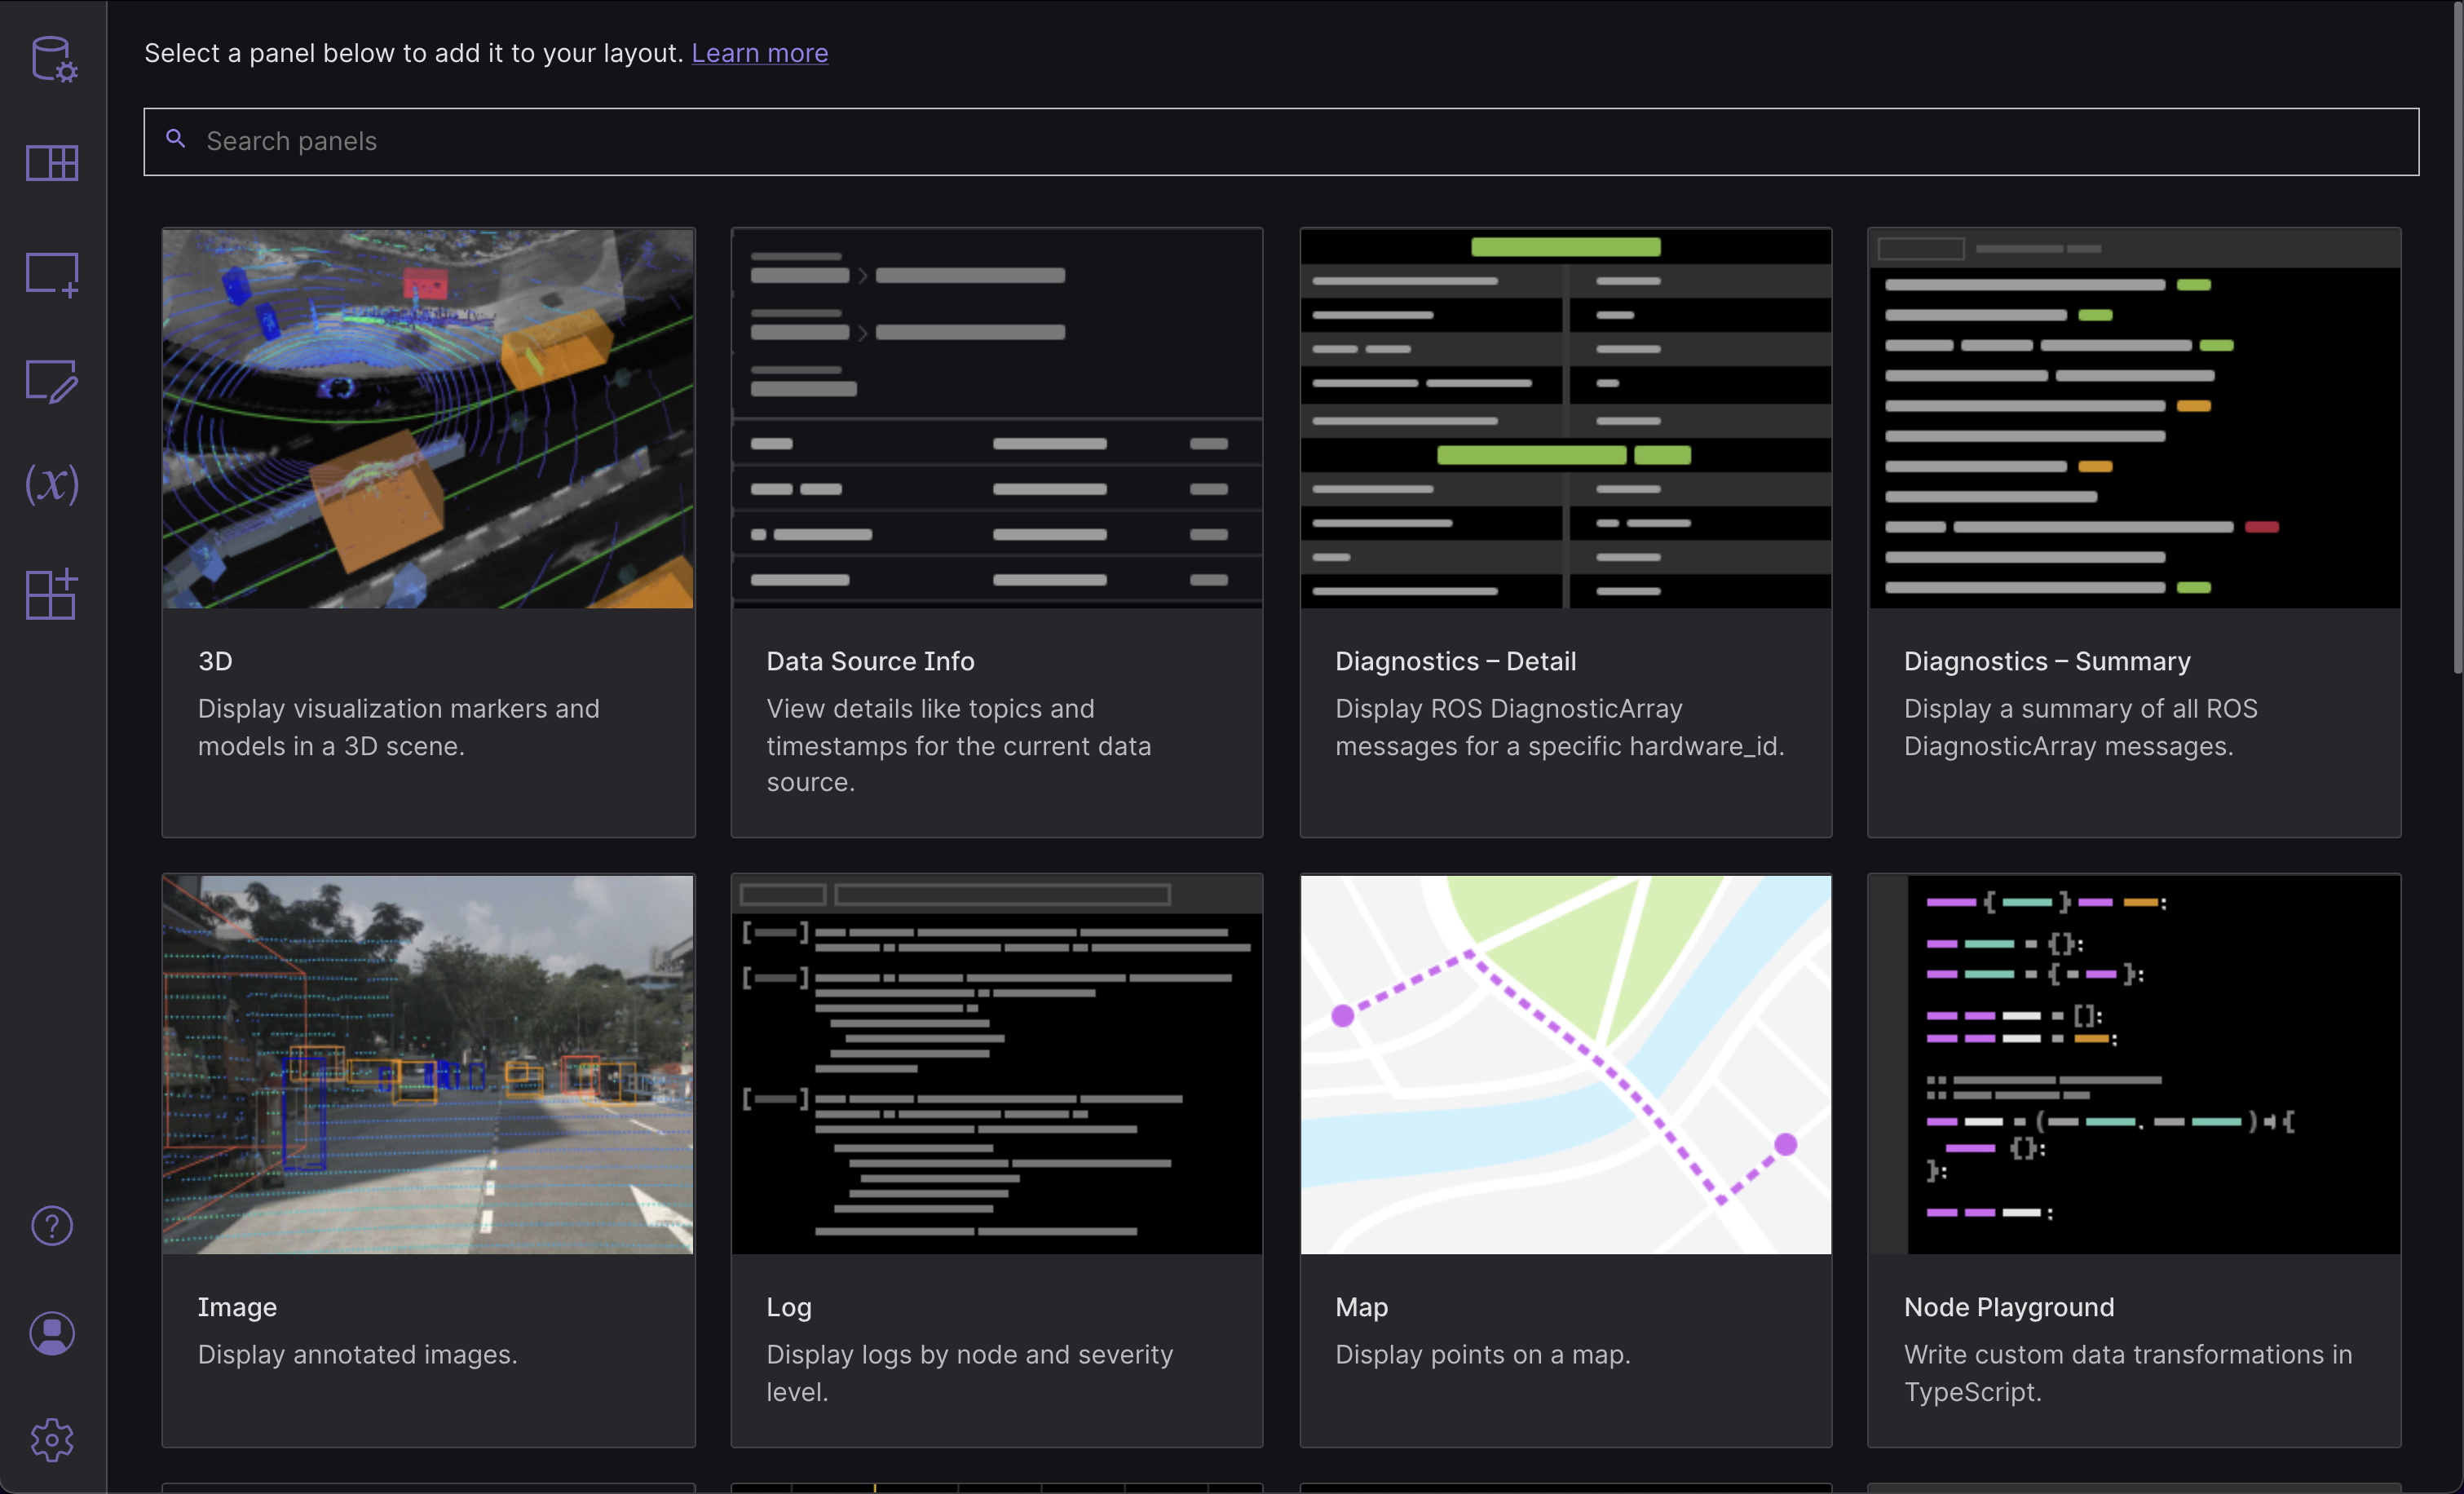 Select a panel below to add it to your layout. Learn more
Search panels
(x)
3D
Display visualization markers and
models in a 3D scene.
Data Source Info
View details like topics and
timestamps for the current data
source.
Diagnostics – Detail
Display ROS DiagnosticArray
messages for a specific hardware_id.
Diagnostics – Summary
Display a summary of all ROS
DiagnosticArray messages.
Image
Display annotated images.
Log
Display logs by node and severity
level.
Map
Display points on a map.
Node Playground
Write custom data transformations in
TypeScript.